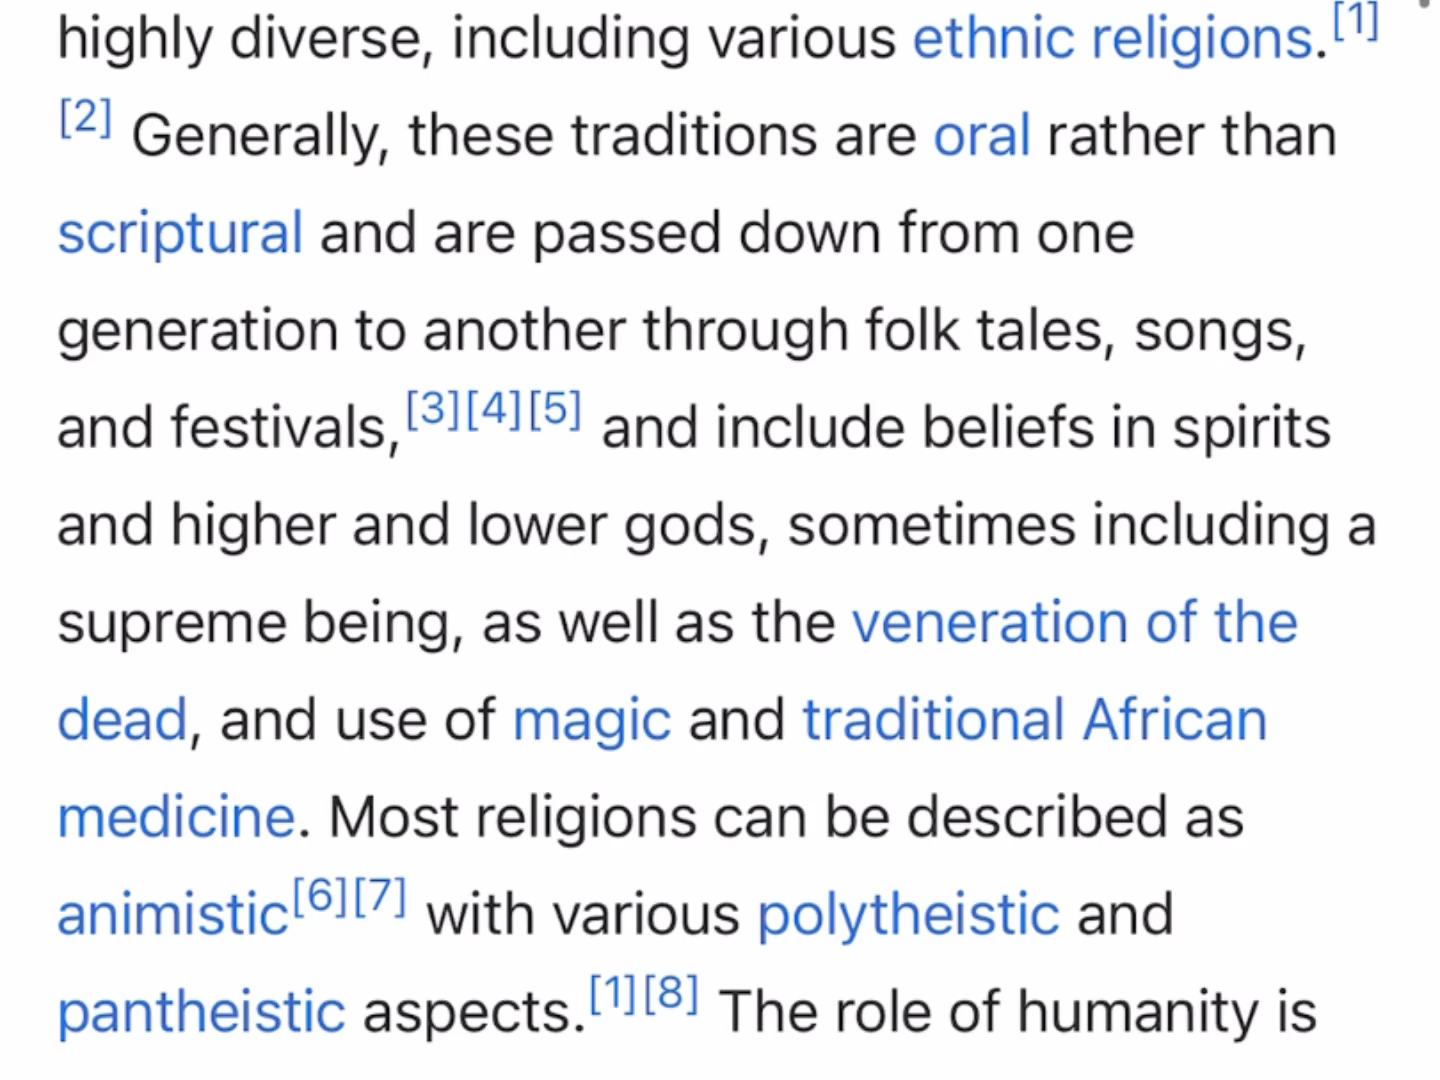 highly diverse, including various ethnic religions.[1]
[2] Generally, these traditions are oral rather than
scriptural and are passed down from one
generation to another through folk tales, songs,
and festivals,[3][4][5] and include beliefs in spirits
and higher and lower gods, sometimes including a
supreme being, as well as the veneration of the
dead, and use of magic and traditional African
medicine. Most religions can be described as
animistic[6][7] with various polytheistic and
pantheistic aspects.[1][8] The role of humanity is